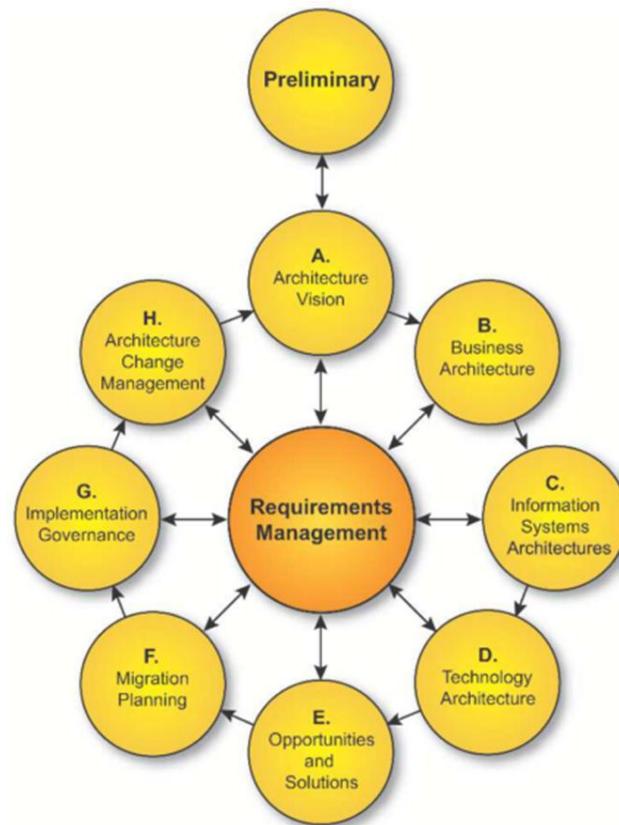 Preliminary
A.
Architecture
Vision
B.
Business
Architecture
C.
Information
Systems
Architectures
D.
Technology
Architecture
E.
Opportunities
and
Solutions
F.
Migration
Planning
G.
Implementation
Governance
H.
Architecture
Change
Management
Requirements
Management